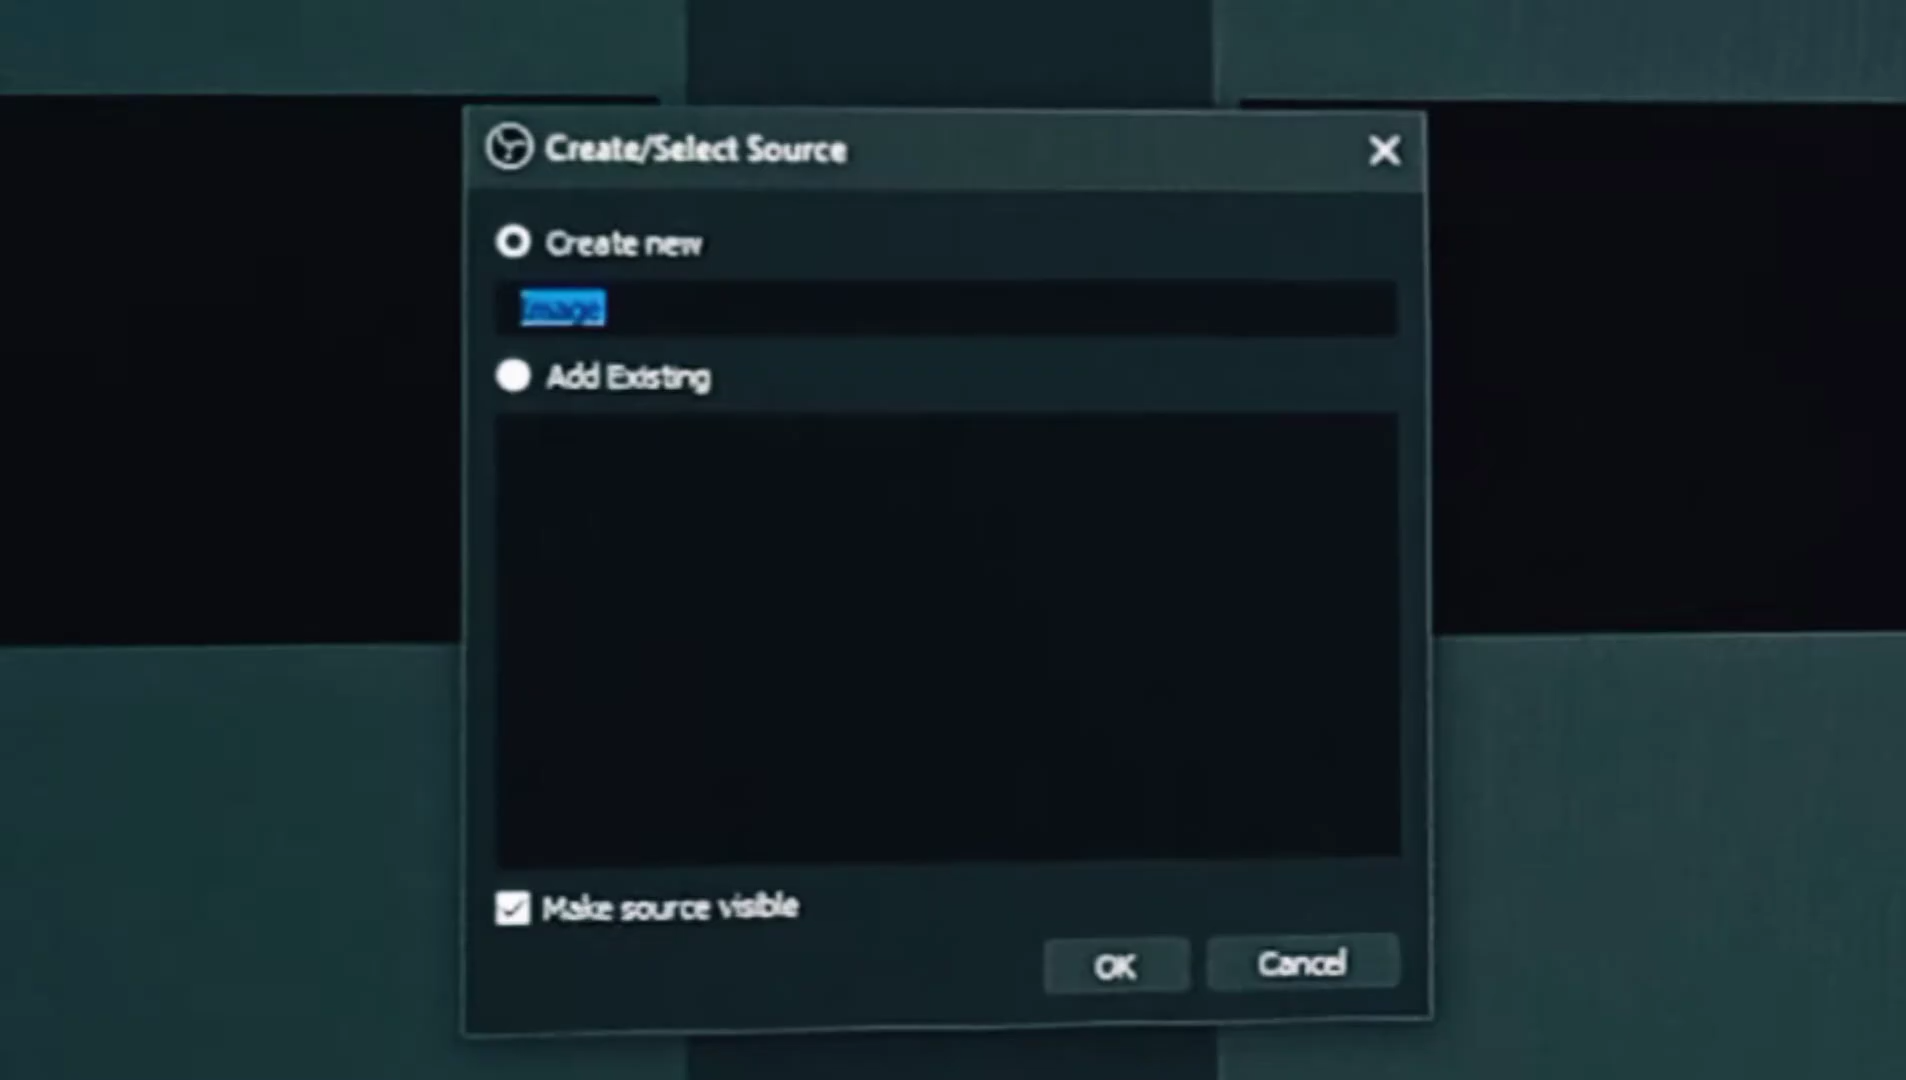 Create/Select Source
Create new
Image
Add Existing
Make source visible
OK
Cancel